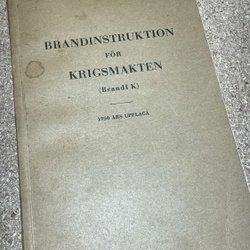 BRANDINSTRUKTION
FÖR
KRIGSMAKTEN
(BrandI K)
1950 ÅRS UPPLAGA